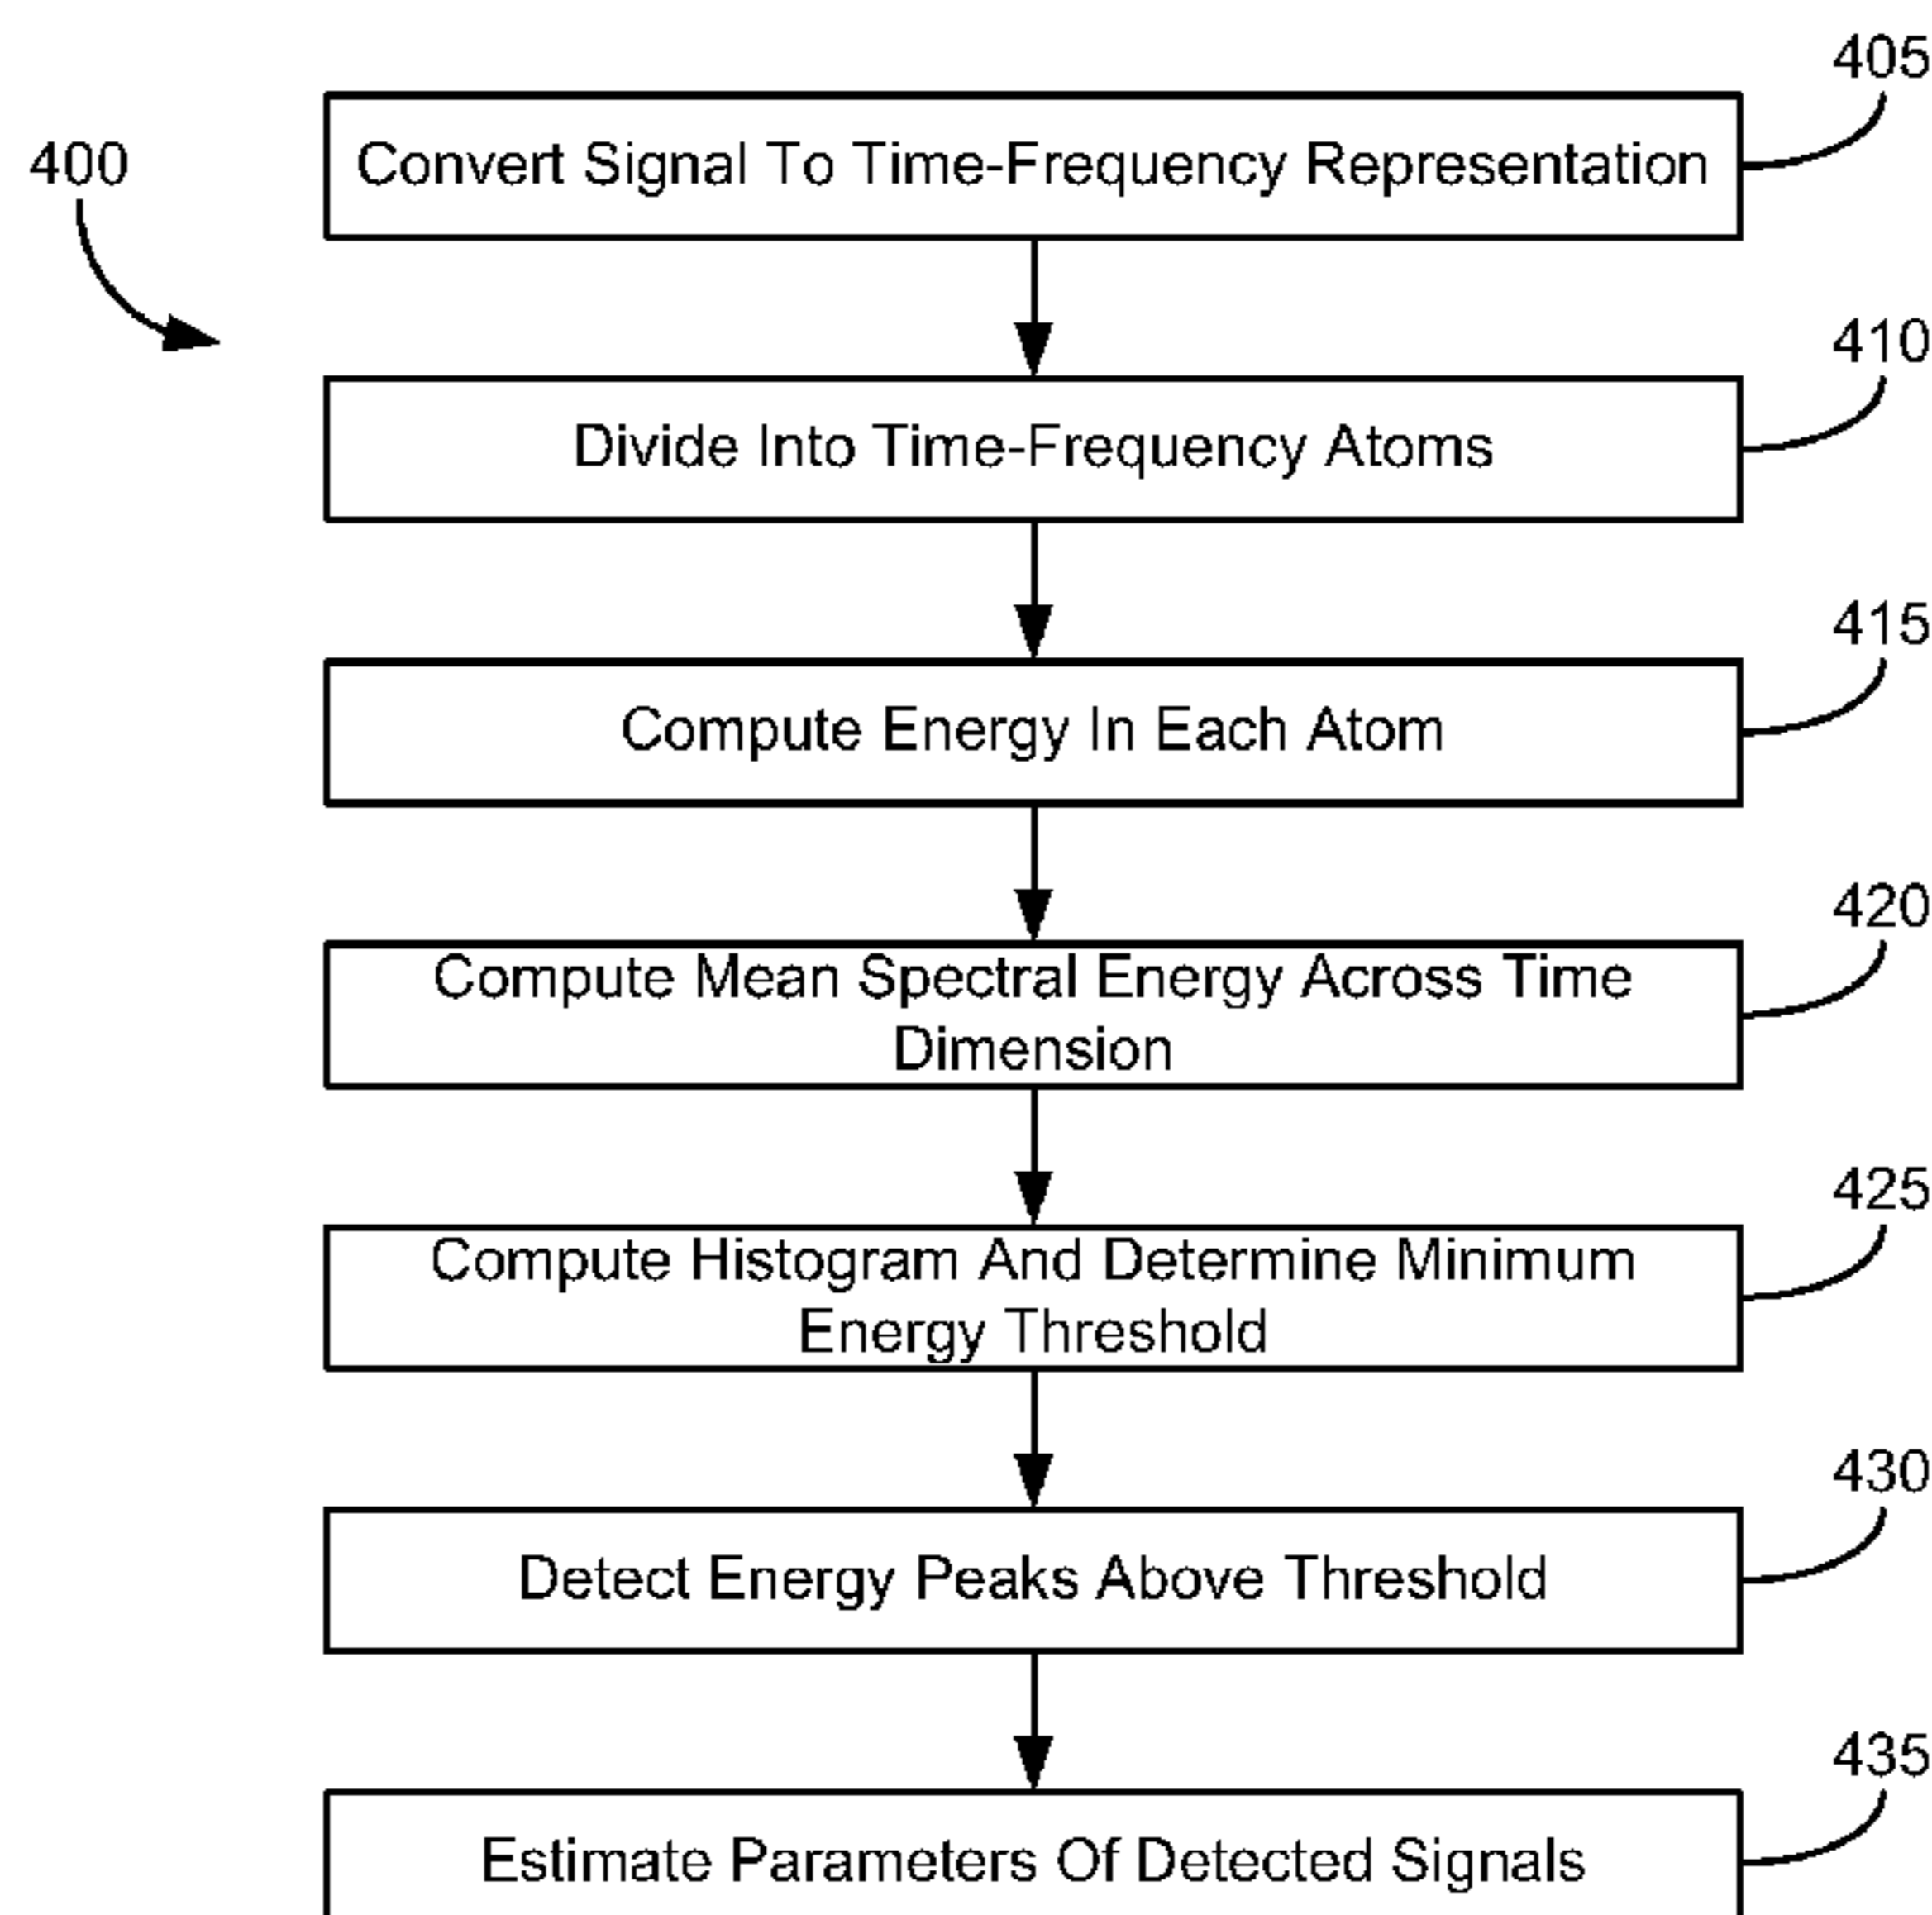 405
400
Convert Signal To Time-Frequency Representation
410
Divide Into Time-Frequency Atoms
415
Compute Energy In Each Atom
420
Compute Mean Spectral Energy Across Time
Dimension
425
Compute Histogram And Determine Minimum
Energy Threshold
430
Detect Energy Peaks Above Threshold
435
Estimate Parameters Of Detected Signals